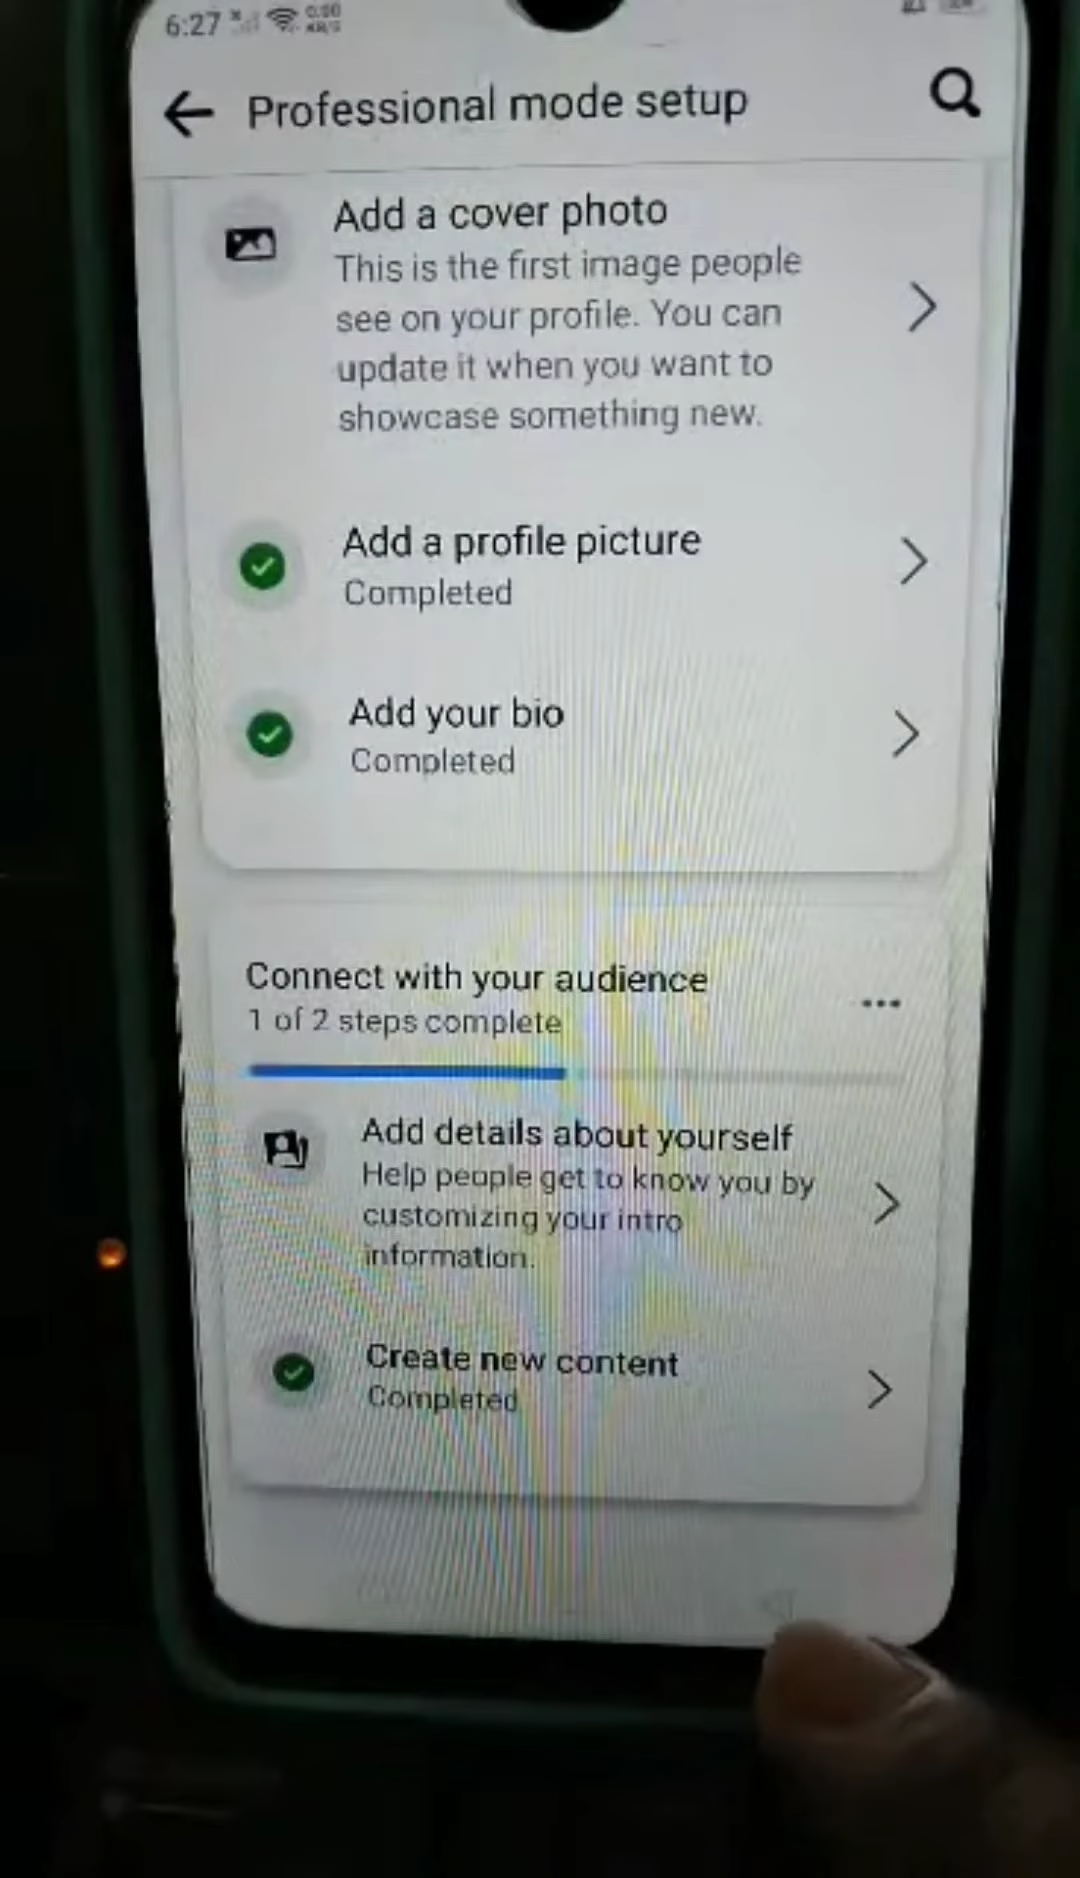 6:27
0.00
KB/S
Professional mode setup
Add a cover photo
This is the first image people
see on your profile. You can
update it when you want to
showcase something new.
Add a profile picture
Completed
Add your bio
Completed
Connect with your audience
1 of 2 steps complete
Add details about yourself
Help people get to know you by
customizing your intro
information.
Create new content
Completed